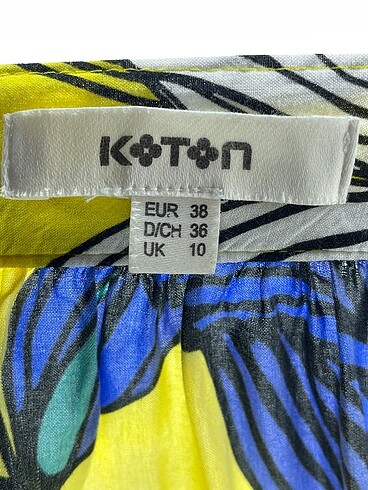 KOTON
EUR 38
D/CH 36
UK 10